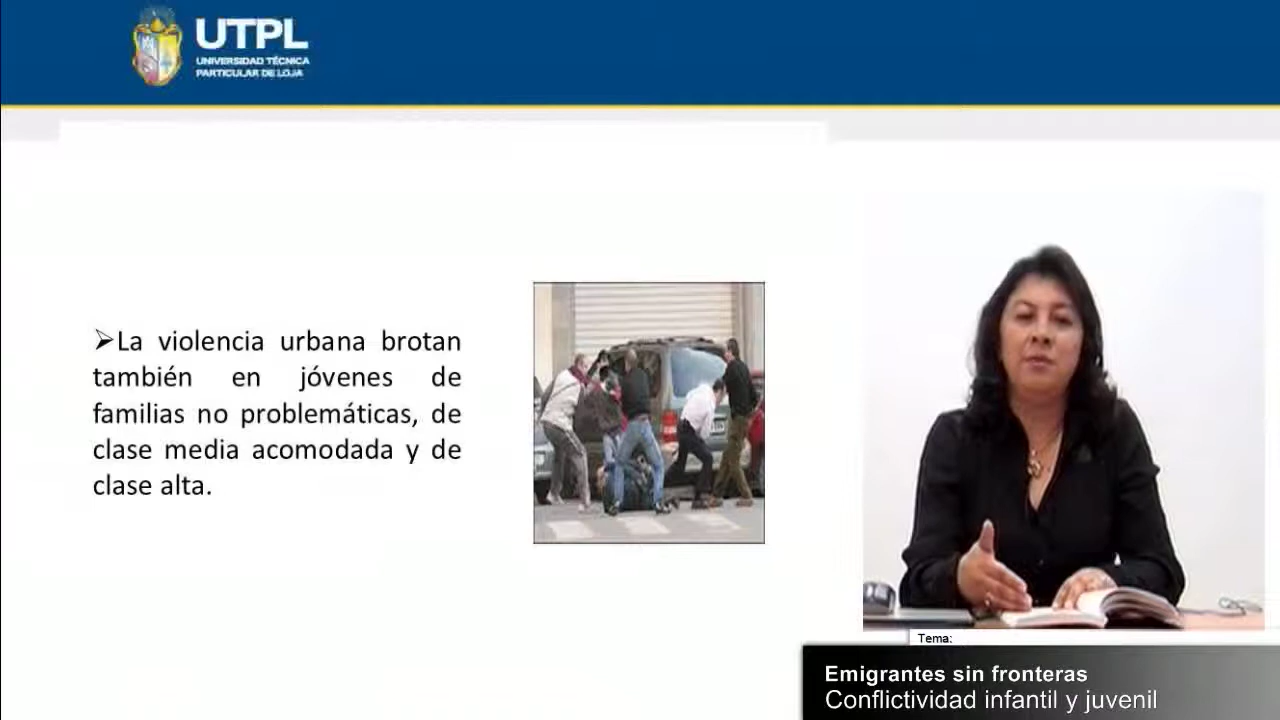 UTPL
UNIVERSIDAD TÉCNICA
PARTICULAR DE LOJA
➢La violencia urbana brotan
también en jóvenes de
familias no problemáticas, de
clase media acomodada y de
clase alta.
Tema:
Emigrantes sin fronteras
Conflictividad infantil y juvenil